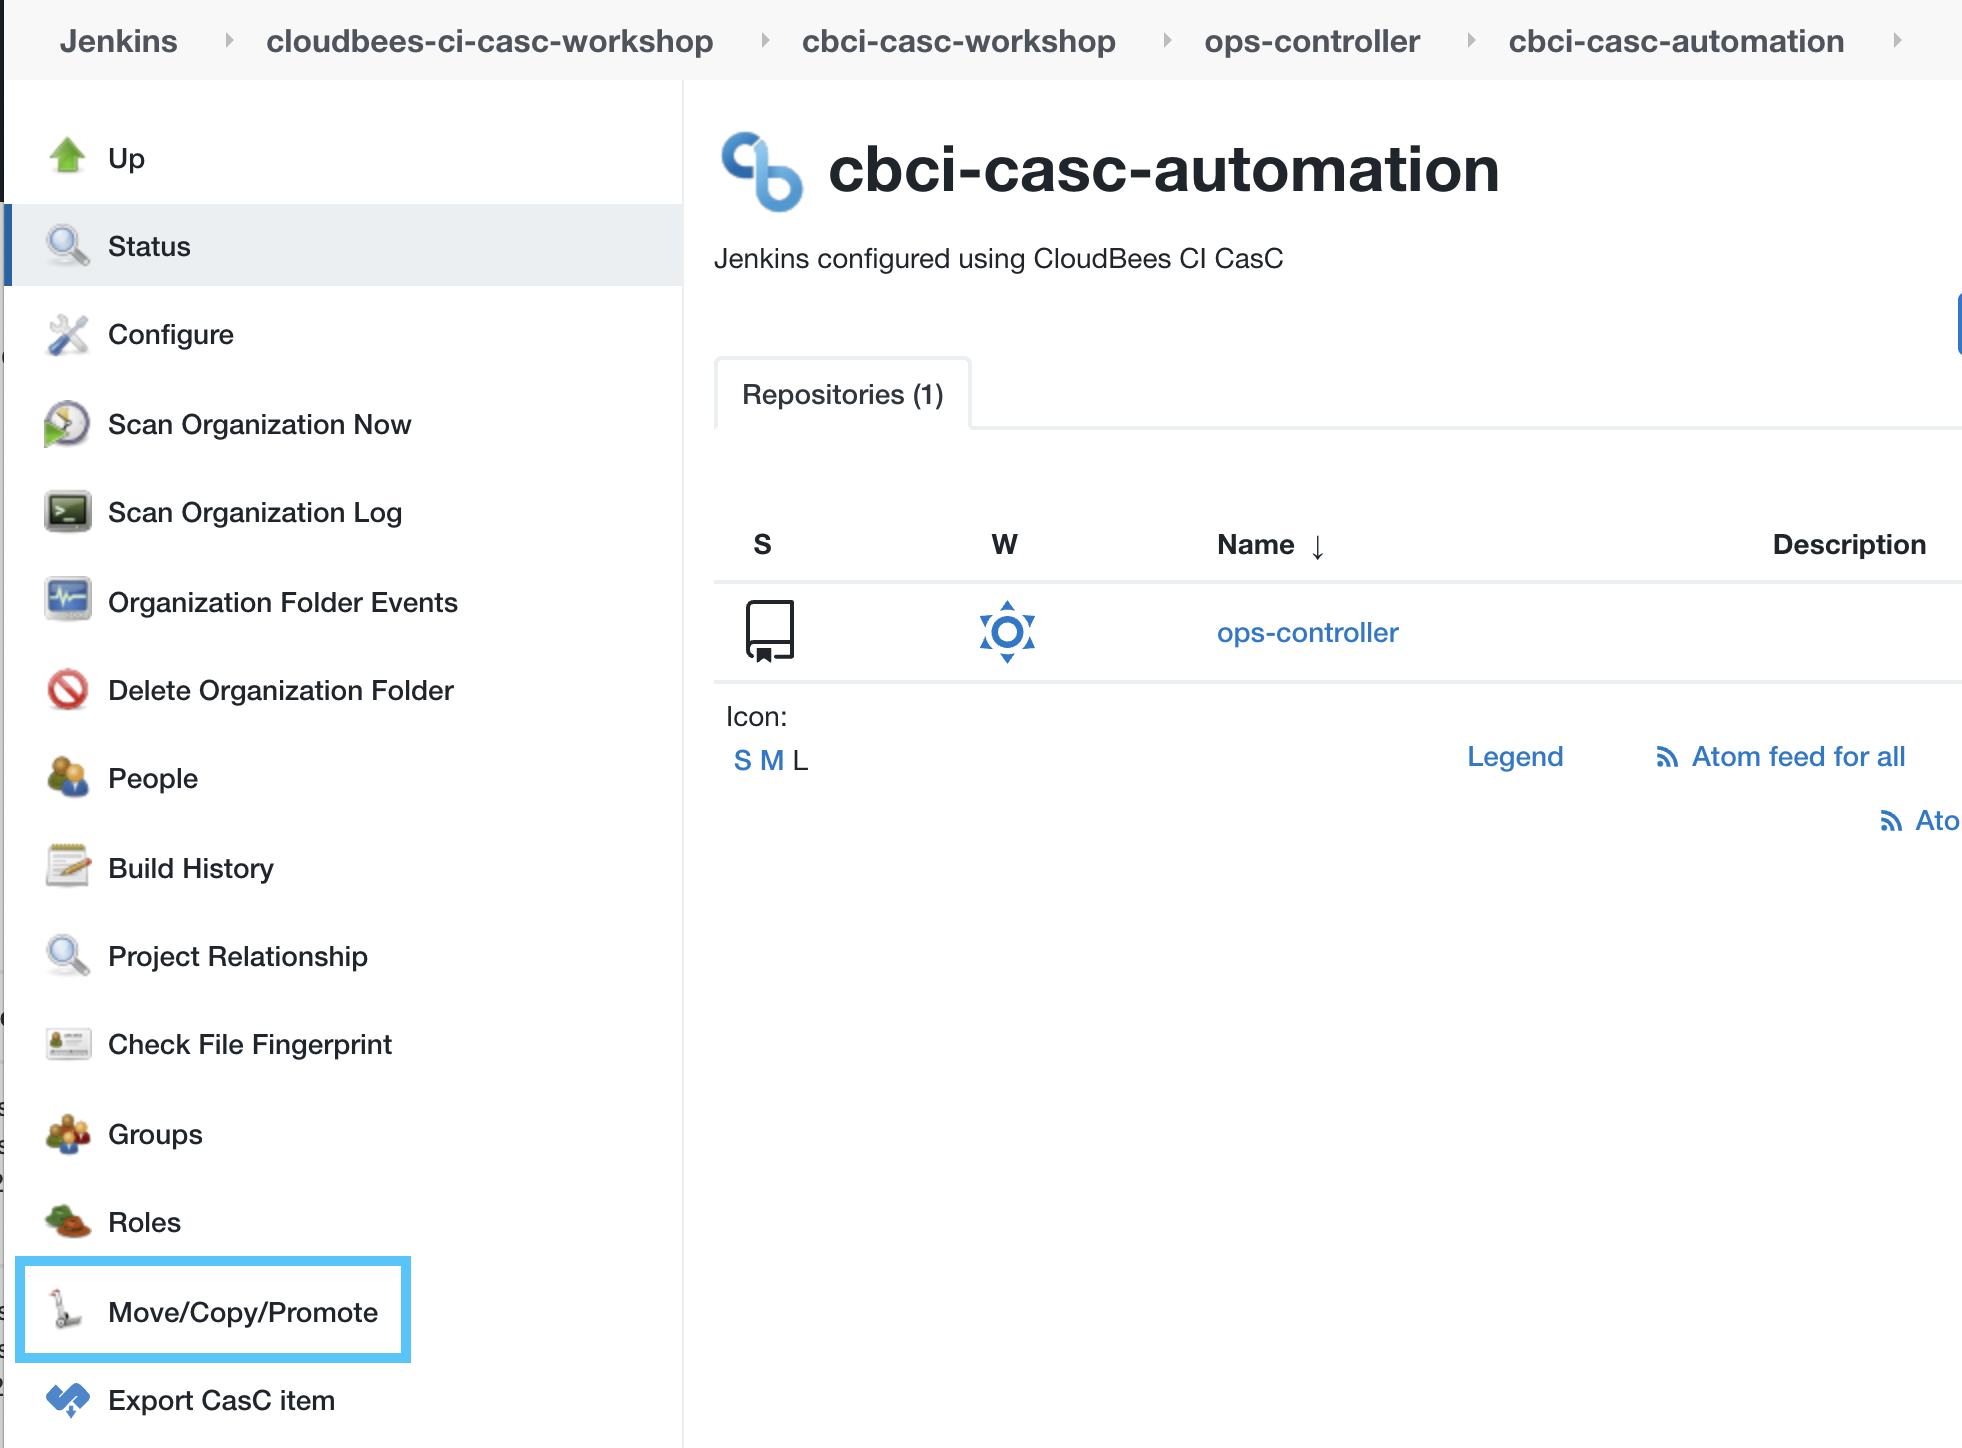 Jenkins cloudbees-ci-casc-workshop cbci-casc-workshop ops-controller cbci-casc-automation
Up
Status
Configure
Scan Organization Now
Scan Organization Log
Organization Folder Events
Delete Organization Folder
People
Build History
Project Relationship
Check File Fingerprint
Groups
Roles
Move/Copy/Promote
Export CasC item
cbci-casc-automation
Jenkins configured using CloudBees CI CasC
Repositories (1)
S W Name ↓ Description
ops-controller
Icon:
S M L
Legend Atom feed for all